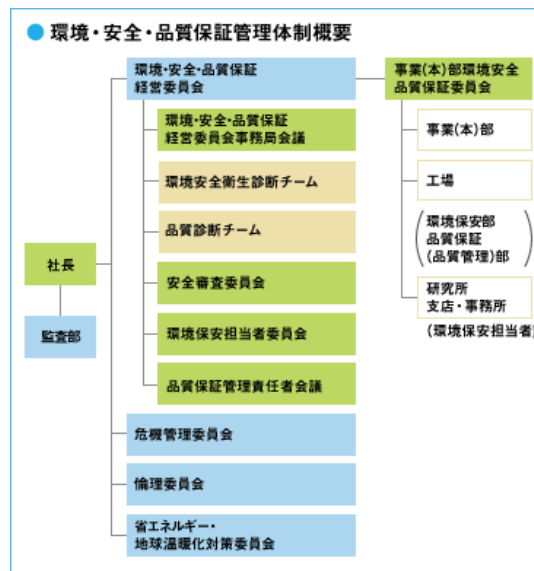 環境・安全・品質保証管理体制概要
環境・安全・品質保証
経営委員会
事業(本)部環境安全
品質保証委員会
環境・安全・品質保証
経営委員会事務局会議
事業(本)部
環境安全衛生診断チーム
工場
品質診断チーム
(環境保安部
品質保証
(品質管理)部)
社長
安全審査委員会
研究所
支店・事務所
監査部
環境保安担当者委員会
(環境保安担当者)
品質保証管理責任者会議
危機管理委員会
倫理委員会
省エネルギー・
地球温暖化対策委員会